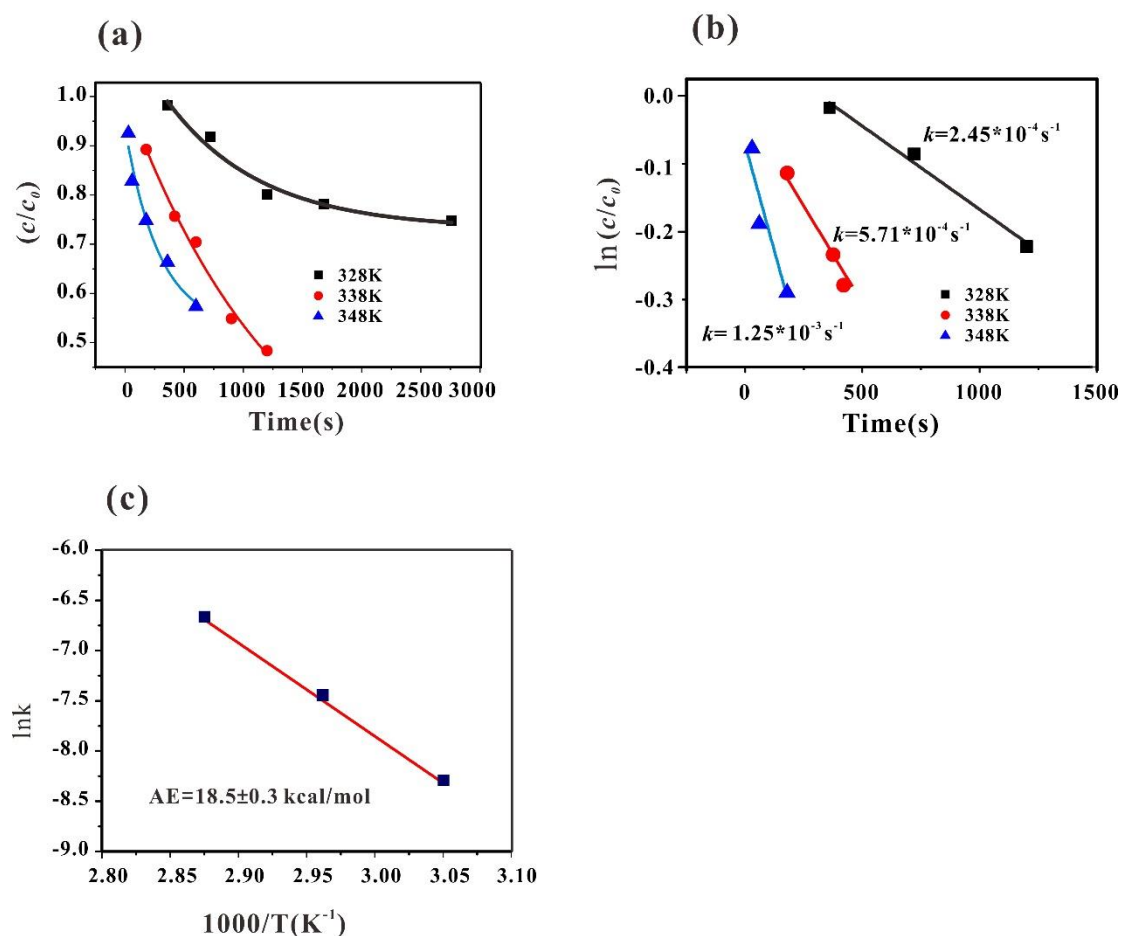 (a)
1.0
0.9
0.8
0.7
0.6
0.5
(c/c0)
328K
338K
348K
0 500 1000 1500 2000 2500 3000
Time(s)
(b)
0.0
-0.1
-0.2
-0.3
-0.4
ln (c/c0)
k=2.45*10-4s-1
k=5.71*10-4s-1
k= 1.25*10-3s-1
328K
338K
348K
0 500 1000 1500
Time(s)
(c)
-6.0
-6.5
-7.0
-7.5
-8.0
-8.5
-9.0
lnk
AE=18.5±0.3 kcal/mol
2.80 2.85 2.90 2.95 3.00 3.05 3.10
1000/T(K-1)